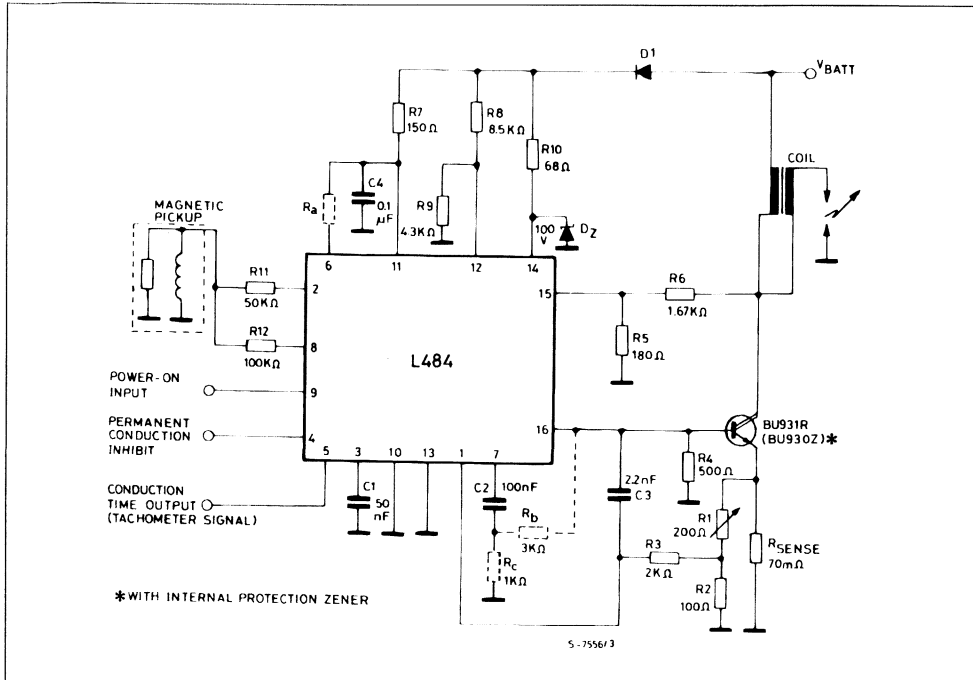 D1
VBATT
R7
150Ω
R8
8.5KΩ
R10
68Ω
COIL
MAGNETIC
PICKUP
Ra
C4
0.1
µF
R9
4.3KΩ
100
V
DZ
6
11
12
14
R11
50KΩ
2
15
R6
1.67KΩ
R12
100KΩ
8
R5
180Ω
L484
POWER-ON
INPUT
9
PERMANENT
CONDUCTION
INHIBIT
4
16
BU931R
(BU930Z)*
5
3
10
13
1
7
CONDUCTION
TIME OUTPUT
(TACHOMETER SIGNAL)
C1
50
nF
C2
100nF
Rb
3KΩ
Rc
1KΩ
2.2nF
C3
R4
500Ω
R1
200Ω
R3
2KΩ
R2
100Ω
RSENSE
70mΩ
*WITH INTERNAL PROTECTION ZENER
S-7556/3